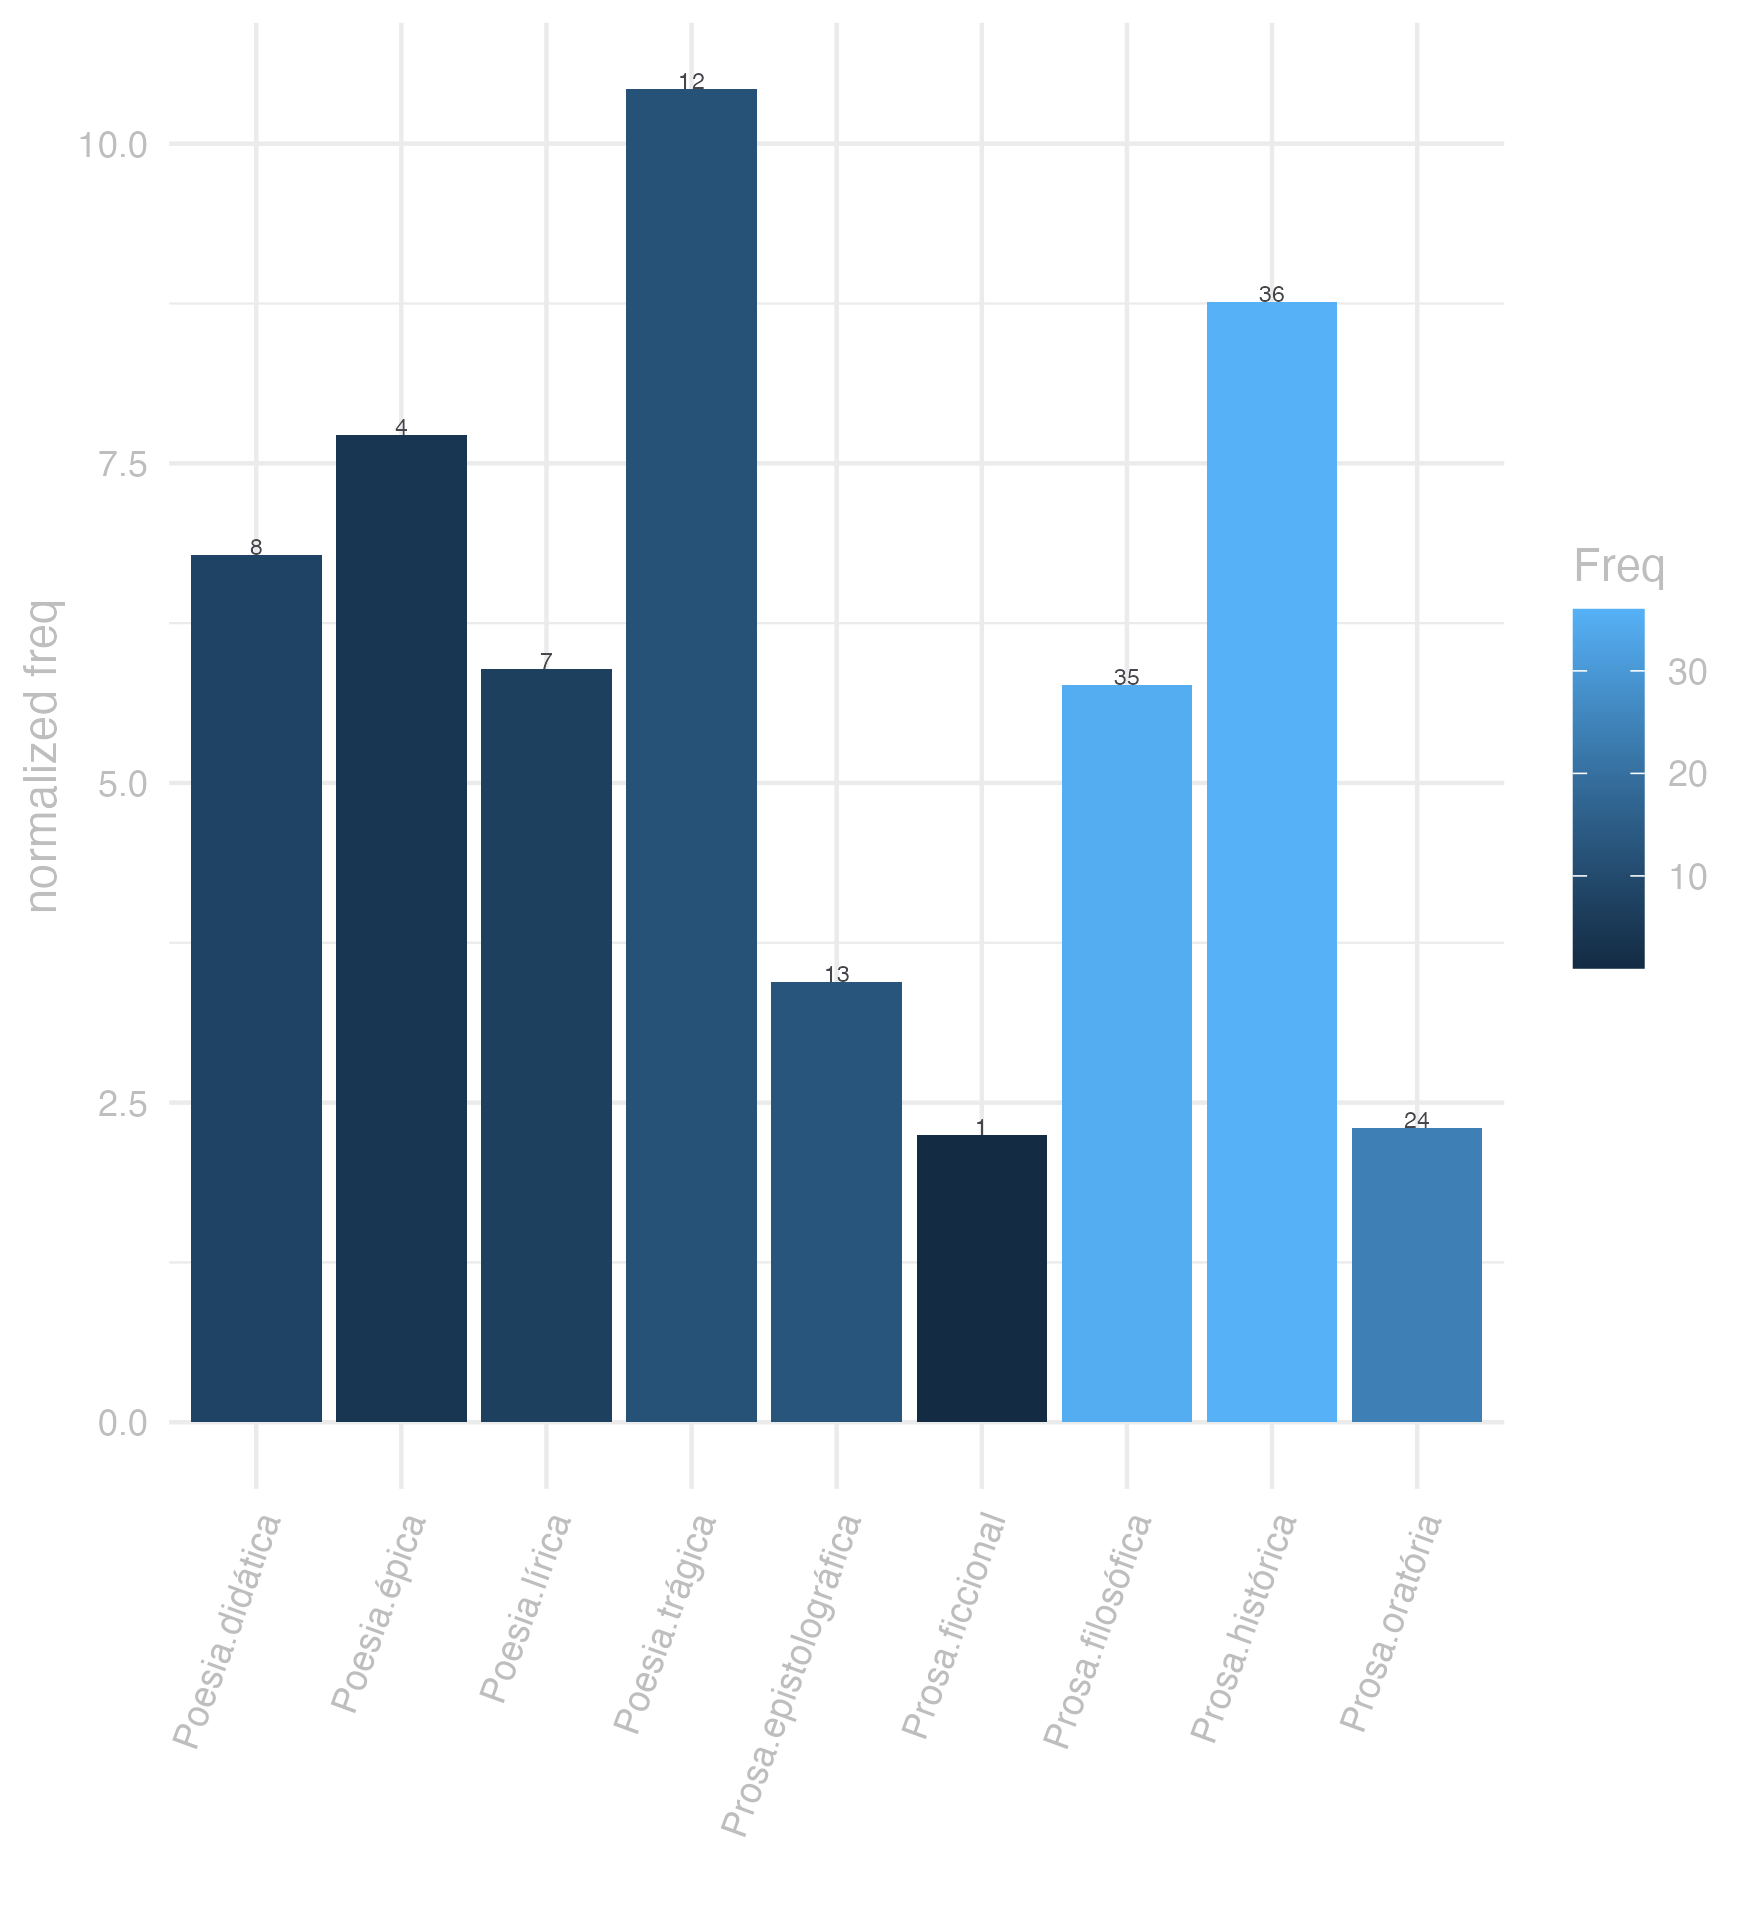 normalized freq
10.0
7.5
5.0
2.5
0.0
8
4
7
12
13
1
35
36
24
Poesia.didática
Poesia.épica
Poesia.lírica
Poesia.trágica
Prosa.epistolográfica
Prosa.ficcional
Prosa.filosófica
Prosa.histórica
Prosa.oratória
Freq
30
20
10